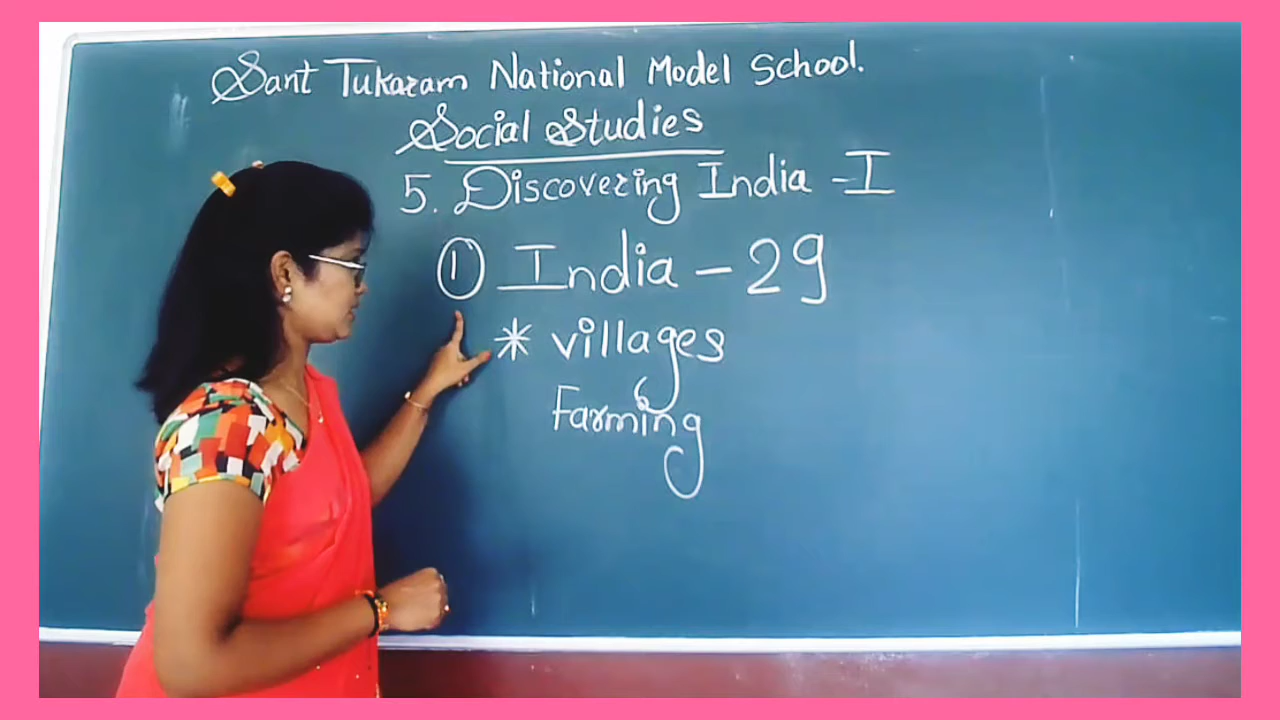 Sant Tukaram National Model School.
Social Studies
5. Discovering India - I
① India - 29
* villages
Farming